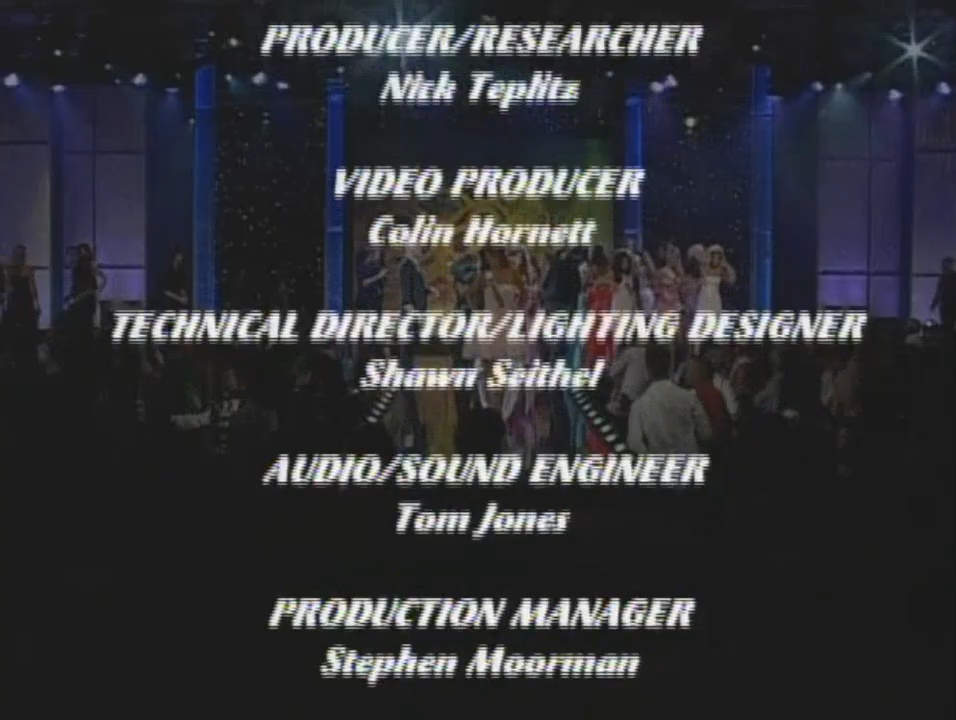 PRODUCER/RESEARCHER
Nick Teplitz
VIDEO PRODUCER
Colin Hornett
TECHNICAL DIRECTOR/LIGHTING DESIGNER
Shawn Seithel
AUDIO/SOUND ENGINEER
Tom Jones
PRODUCTION MANAGER
Stephen Moorman